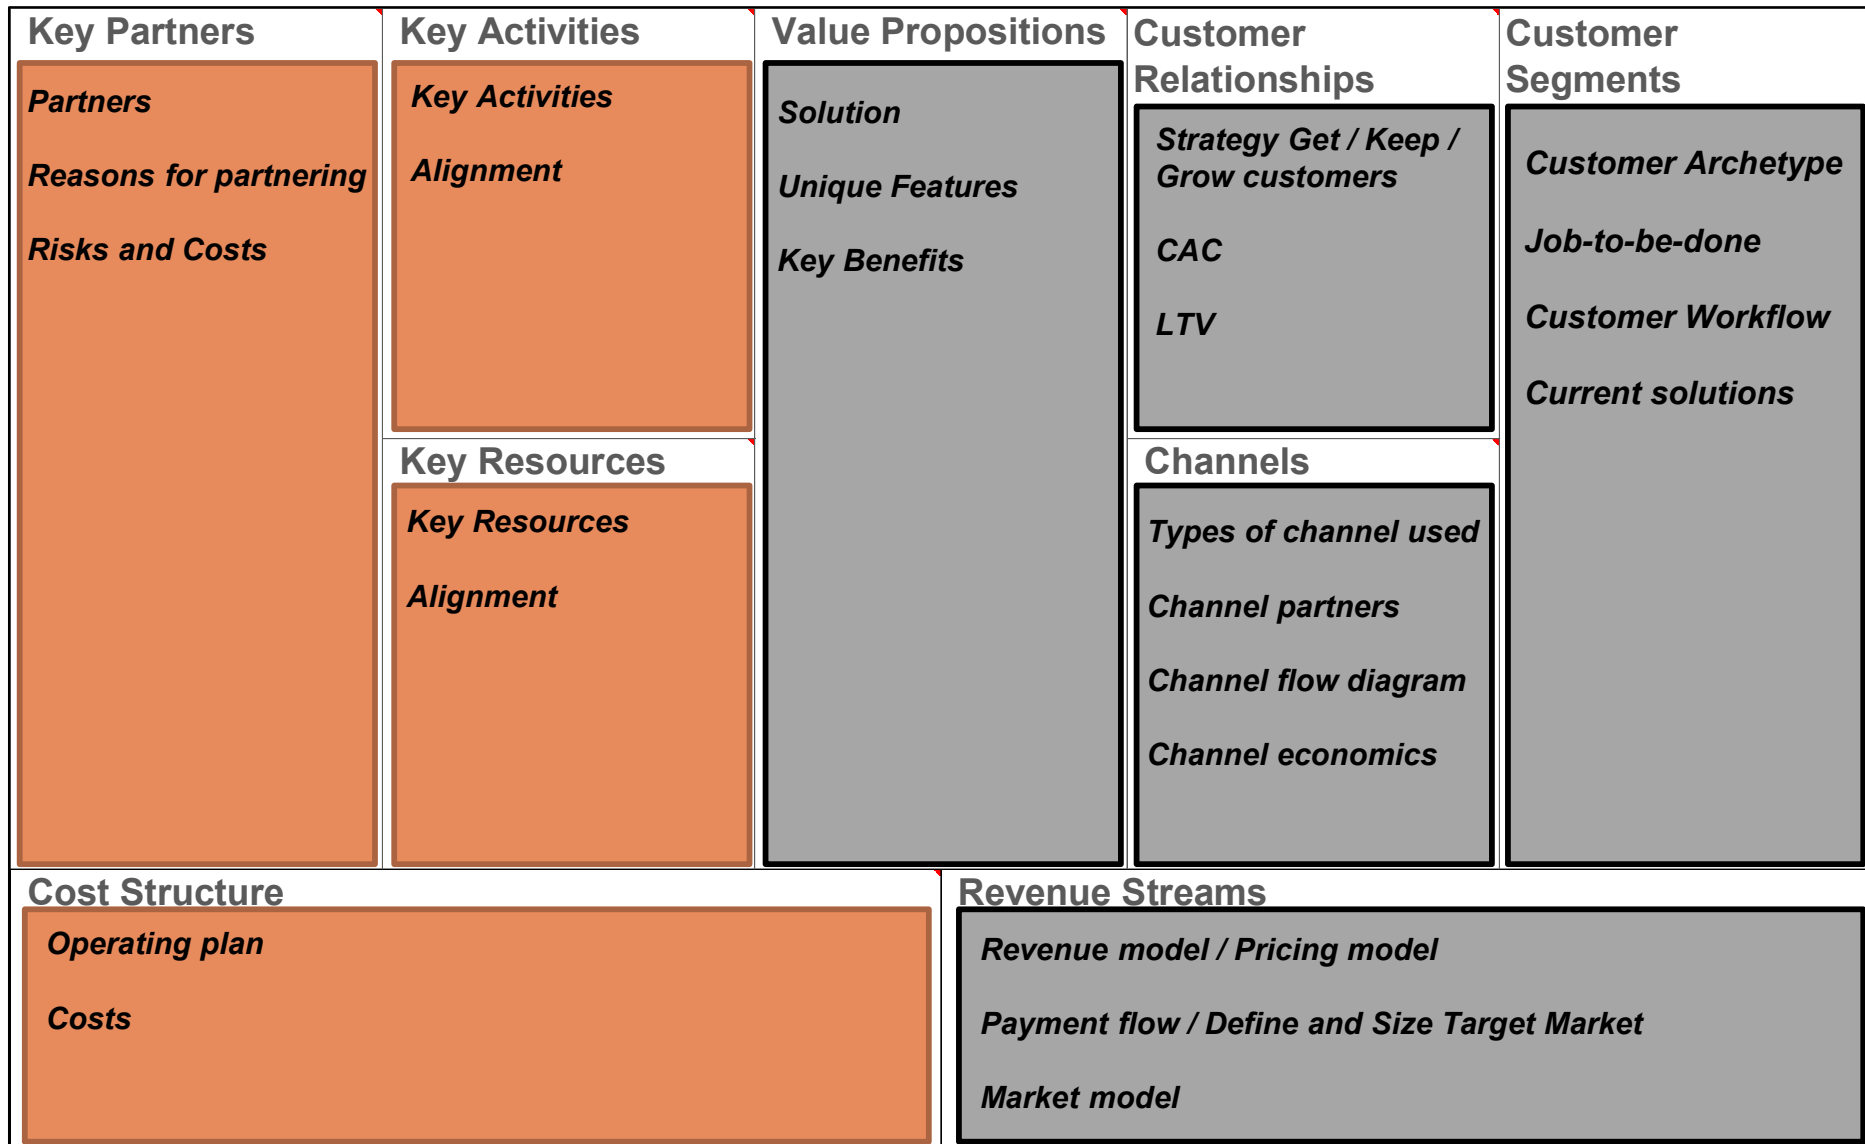 Key Partners
Partners
Reasons for partnering
Risks and Costs
Key Activities
Key Activities
Alignment
Key Resources
Key Resources
Alignment
Value Propositions
Solution
Unique Features
Key Benefits
Customer
Relationships
Strategy Get / Keep /
Grow customers
CAC
LTV
Channels
Types of channel used
Channel partners
Channel flow diagram
Channel economics
Customer
Segments
Customer Archetype
Job-to-be-done
Customer Workflow
Current solutions
Cost Structure
Operating plan
Costs
Revenue Streams
Revenue model / Pricing model
Payment flow / Define and Size Target Market
Market model